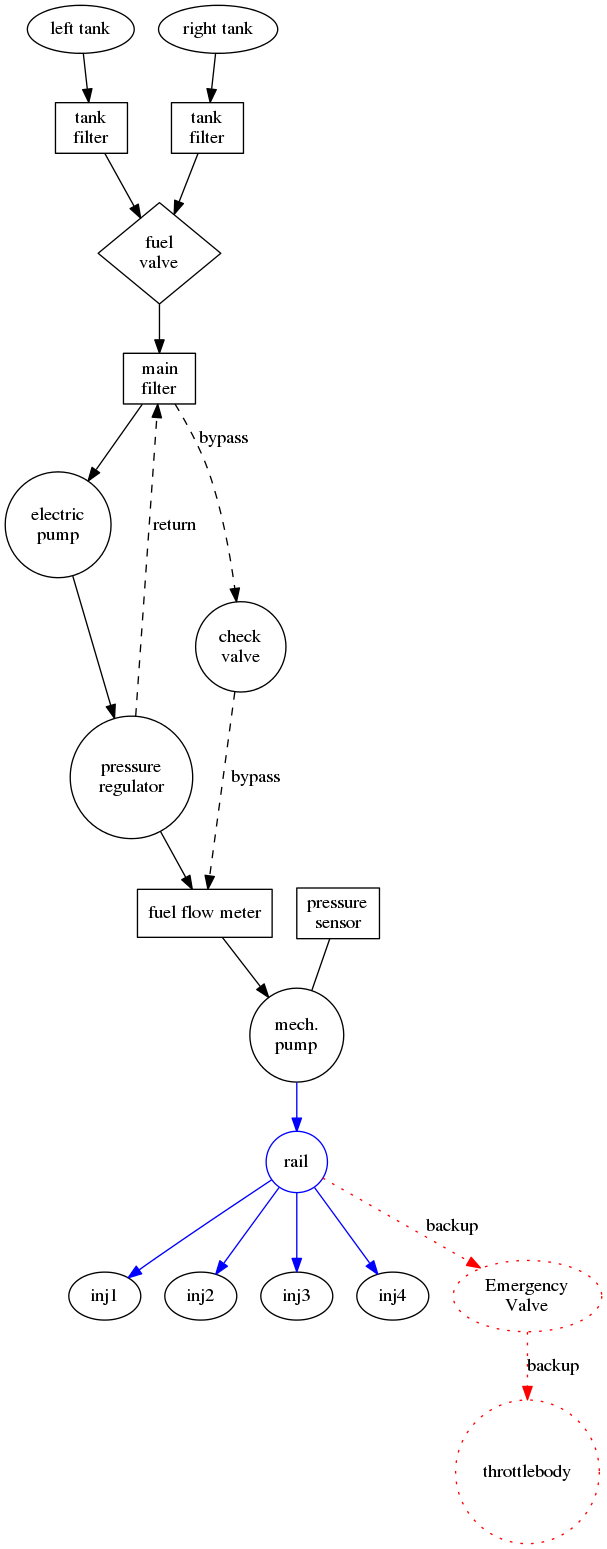 left tank
right tank
tank
filter
tank
filter
fuel
valve
main
filter
bypass
electric
pump
return
check
valve
pressure
regulator
bypass
fuel flow meter
pressure
sensor
mech.
pump
rail
backup
inj1
inj2
inj3
inj4
Emergency
Valve
backup
throttlebody